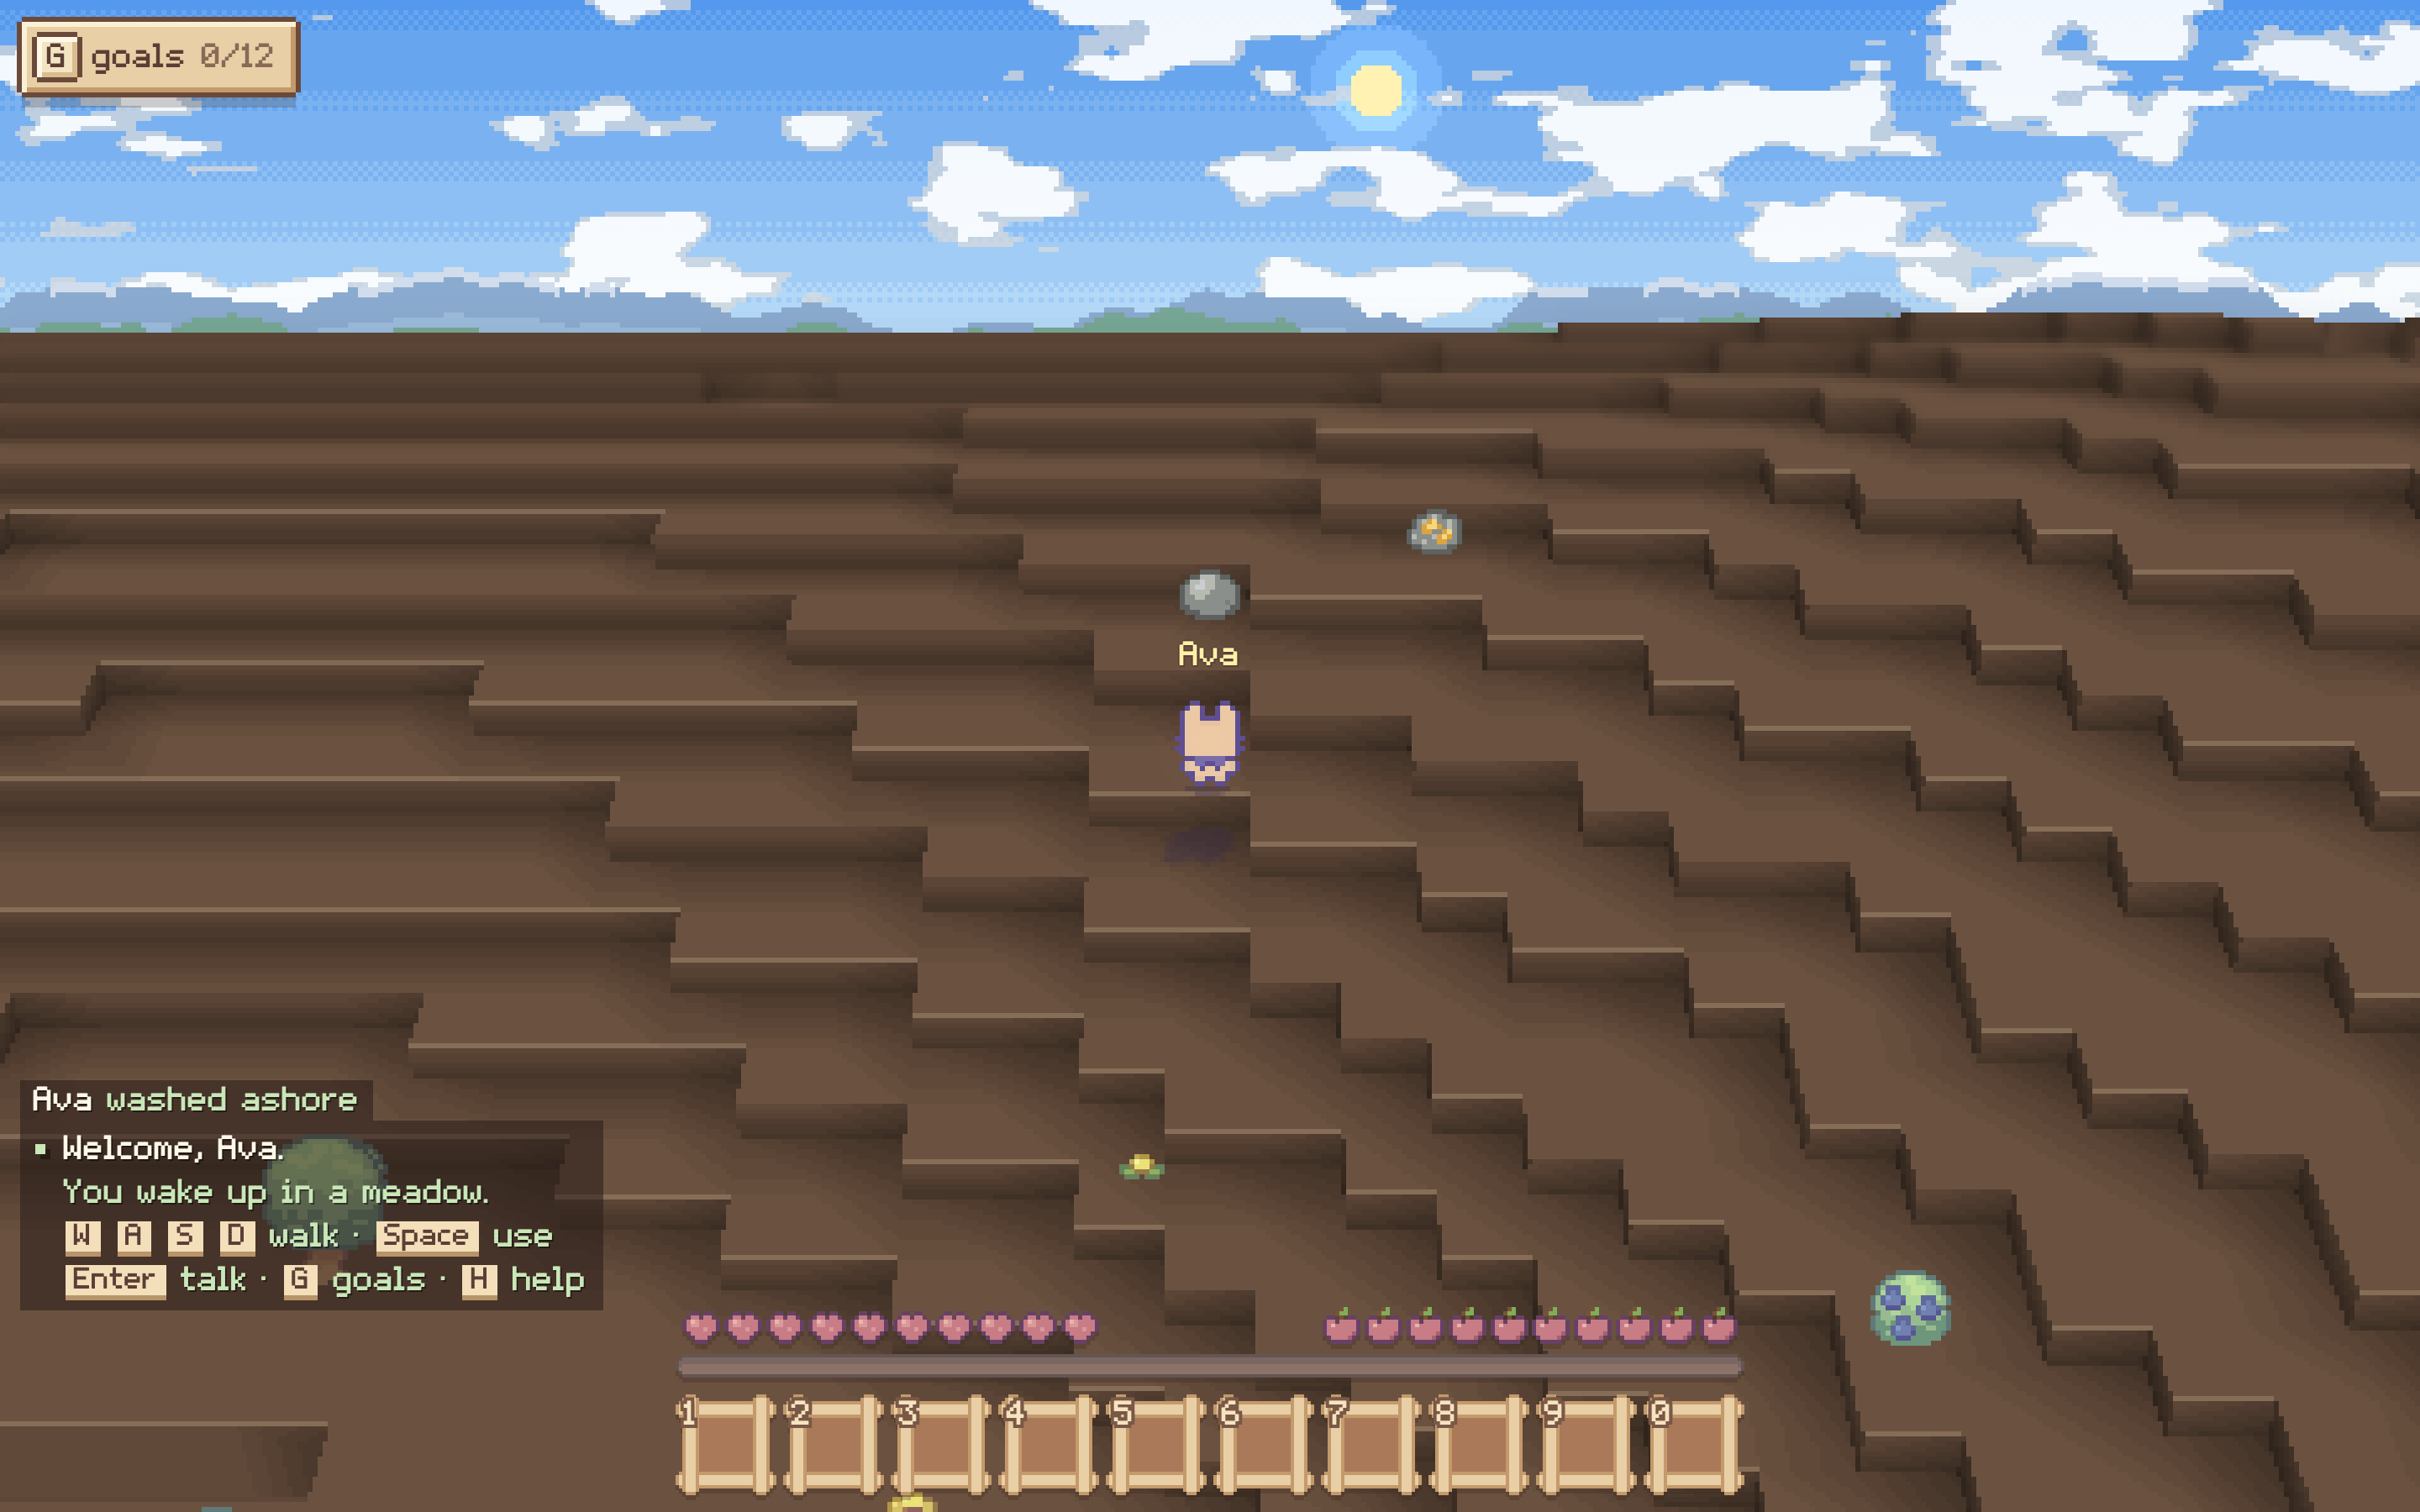 G goals 0/12
Ava
Ava washed ashore
Welcome, Ava.
You wake up in a meadow.
W A S D walk · Space use
Enter talk · G goals · H help
1 2 3 4 5 6 7 8 9 0